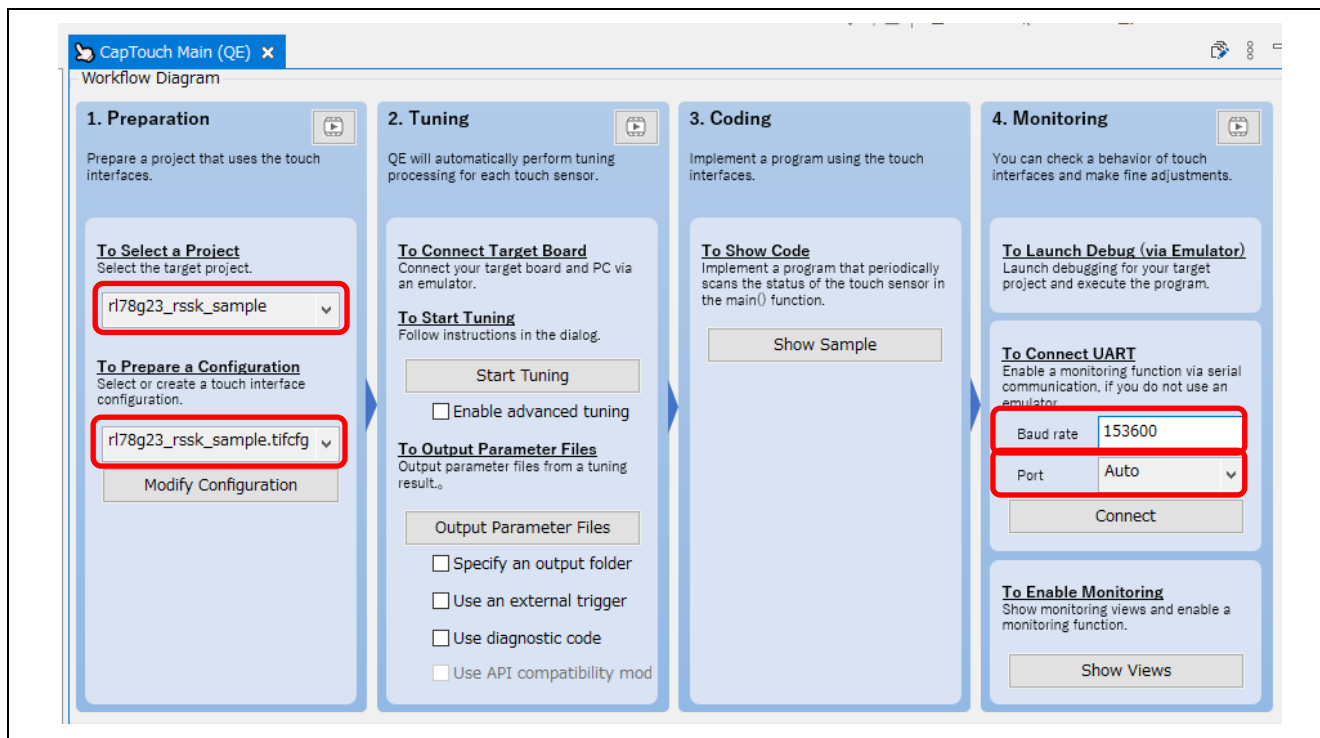 CapTouch Main (QE)
Workflow Diagram
1. Preparation
Prepare a project that uses the touch
interfaces.
To Select a Project
Select the target project.
rl78g23_rssk_sample
To Prepare a Configuration
Select or create a touch interface
configuration.
rl78g23_rssk_sample.tifcfg
Modify Configuration
2. Tuning
QE will automatically perform tuning
processing for each touch sensor.
To Connect Target Board
Connect your target board and PC via
an emulator.
To Start Tuning
Follow instructions in the dialog.
Start Tuning
Enable advanced tuning
To Output Parameter Files
Output parameter files from a tuning
result.。
Output Parameter Files
Specify an output folder
Use an external trigger
Use diagnostic code
Use API compatibility mod
3. Coding
Implement a program using the touch
interfaces.
To Show Code
Implement a program that periodically
scans the status of the touch sensor in
the main() function.
Show Sample
4. Monitoring
You can check a behavior of touch
interfaces and make fine adjustments.
To Launch Debug (via Emulator)
Launch debugging for your target
project and execute the program.
To Connect UART
Enable a monitoring function via serial
communication, if you do not use an
emulator
Baud rate 153600
Port Auto
Connect
To Enable Monitoring
Show monitoring views and enable a
monitoring function.
Show Views